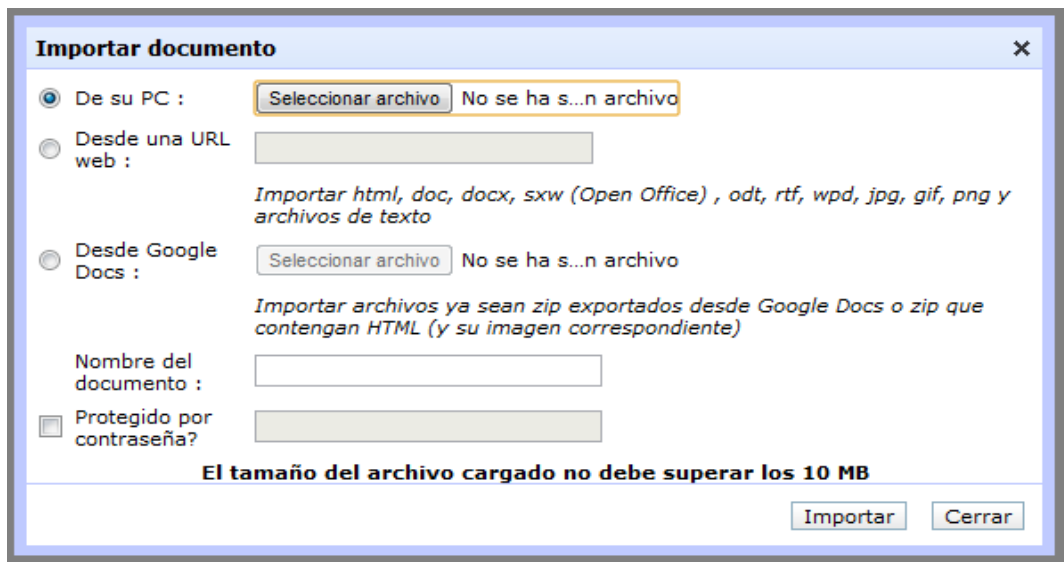 Importar documento
De su PC : Seleccionar archivo No se ha s...n archivo
Desde una URL
web :
Importar html, doc, docx, sxw (Open Office) , odt, rtf, wpd, jpg, gif, png y
archivos de texto
Desde Google
Docs : Seleccionar archivo No se ha s...n archivo
Importar archivos ya sean zip exportados desde Google Docs o zip que
contengan HTML (y su imagen correspondiente)
Nombre del
documento :
Protegido por
contraseña?
El tamaño del archivo cargado no debe superar los 10 MB
Importar Cerrar